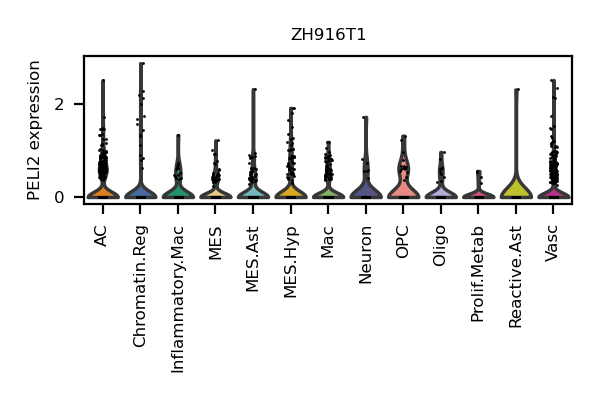 ZH916T1
PELI2 expression
2
0
AC
Chromatin.Reg
Inflammatory.Mac
MES
MES.Ast
MES.Hyp
Mac
Neuron
OPC
Oligo
Prolif.Metab
Reactive.Ast
Vasc